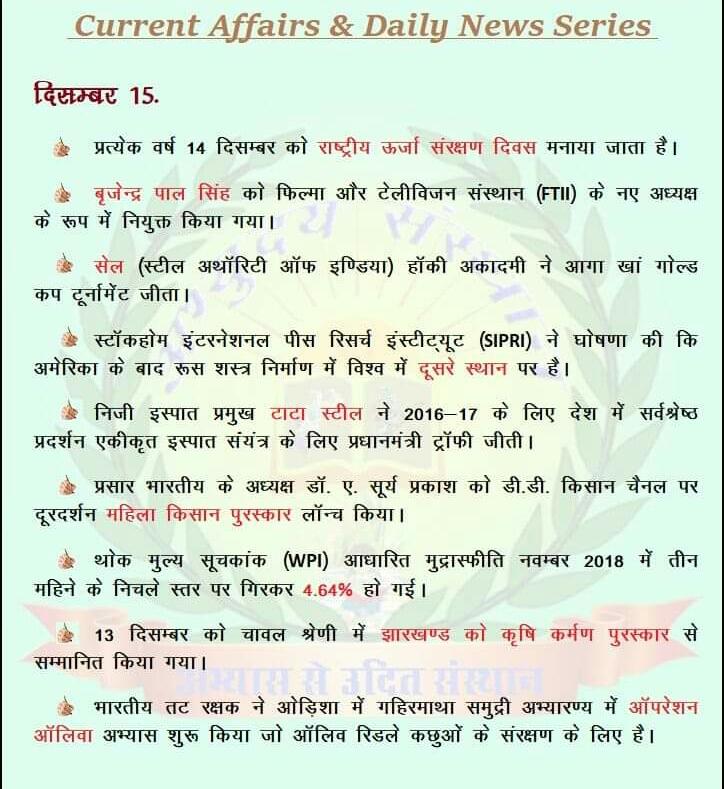 Current Affairs & Daily News Series
दिसम्बर 15.
प्रत्येक वर्ष 14 दिसम्बर को राष्ट्रीय ऊर्जा संरक्षण दिवस मनाया जाता है।
बृजेन्द्र पाल सिंह को फिल्मा और टेलीविजन संस्थान (FTII) के नए अध्यक्ष
के रूप में नियुक्त किया गया।
सेल (स्टील अथॉरिटी ऑफ इण्डिया) हॉकी अकादमी ने आगा खां गोल्ड
कप टूर्नामेंट जीता।
स्टॉकहोम इंटरनेशनल पीस रिसर्च इंस्टीट्यूट (SIPRI) ने घोषणा की कि
अमेरिका के बाद रूस शस्त्र निर्माण में विश्व में दूसरे स्थान पर है।
निजी इस्पात प्रमुख टाटा स्टील ने 2016–17 के लिए देश में सर्वश्रेष्ठ
प्रदर्शन एकीकृत इस्पात संयंत्र के लिए प्रधानमंत्री ट्रॉफी जीती।
प्रसार भारतीय के अध्यक्ष डॉ. ए. सूर्य प्रकाश को डी.डी. किसान चैनल पर
दूरदर्शन महिला किसान पुरस्कार लॉन्च किया।
थोक मुल्य सूचकांक (WPI) आधारित मुद्रास्फीति नवम्बर 2018 में तीन
महिने के निचले स्तर पर गिरकर 4.64% हो गई।
13 दिसम्बर को चावल श्रेणी में झारखण्ड को कृषि कर्मण पुरस्कार से
सम्मानित किया गया।
अभ्यास से उदित संस्थान
भारतीय तट रक्षक ने ओड़िशा में गहिरमाथा समुद्री अभ्यारण्य में ऑपरेशन
ऑलिवा अभ्यास शुरू किया जो ऑलिव रिडले कछुओं के संरक्षण के लिए है।
अभ्युदय संस्थान